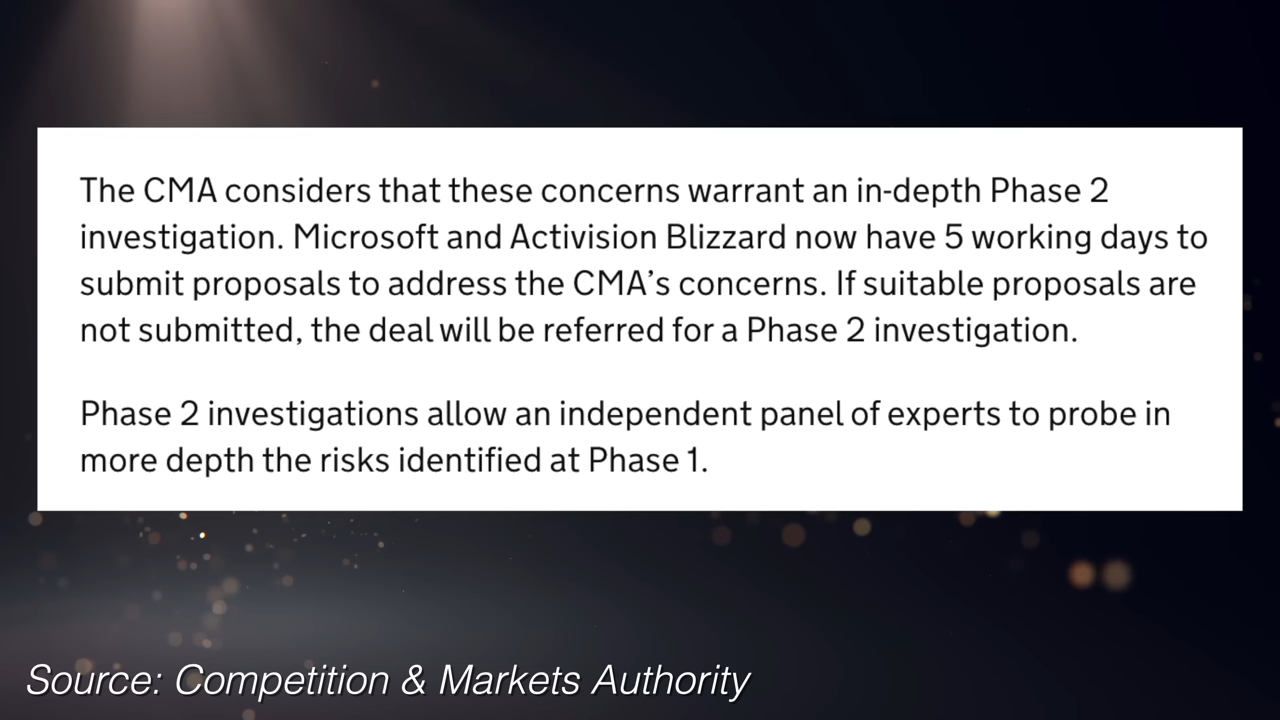 The CMA considers that these concerns warrant an in-depth Phase 2
investigation. Microsoft and Activision Blizzard now have 5 working days to
submit proposals to address the CMA’s concerns. If suitable proposals are
not submitted, the deal will be referred for a Phase 2 investigation.
Phase 2 investigations allow an independent panel of experts to probe in
more depth the risks identified at Phase 1.
Source: Competition & Markets Authority